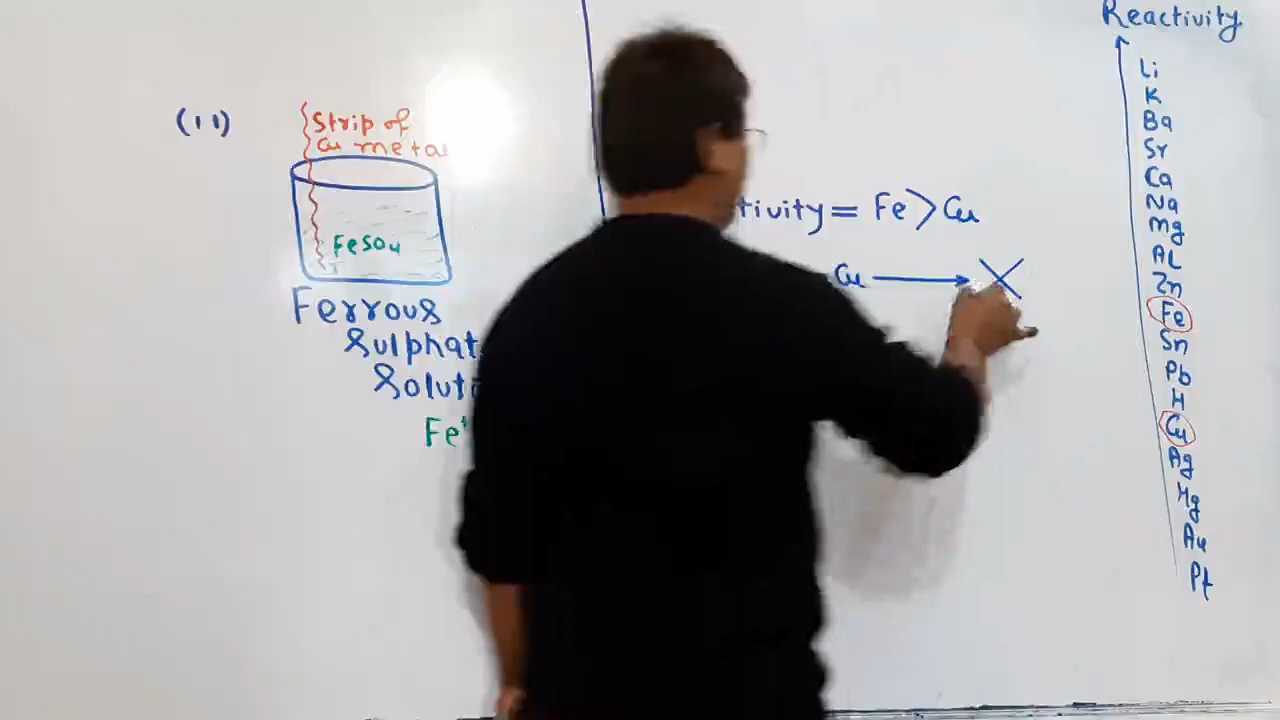 (11)
Strip of
Cu metal
FeSO4
Ferrous
Sulphat
Solut
Fe
tivity = Fe > Cu
Cu ⟶ ×
Reactivity
Li
K
Ba
Sr
Ca
Na
Mg
AL
Zn
Fe
Sn
Pb
H
Cu
Ag
Hg
Au
Pt